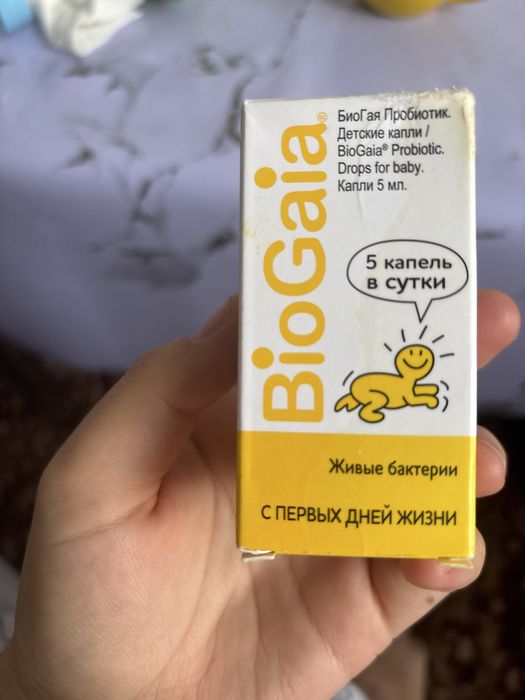 BioGaia®
БиоГая Пробиотик.
Детские капли /
BioGaia® Probiotic.
Drops for baby.
Капли 5 мл.
5 капель
в сутки
Живые бактерии
С ПЕРВЫХ ДНЕЙ ЖИЗНИ